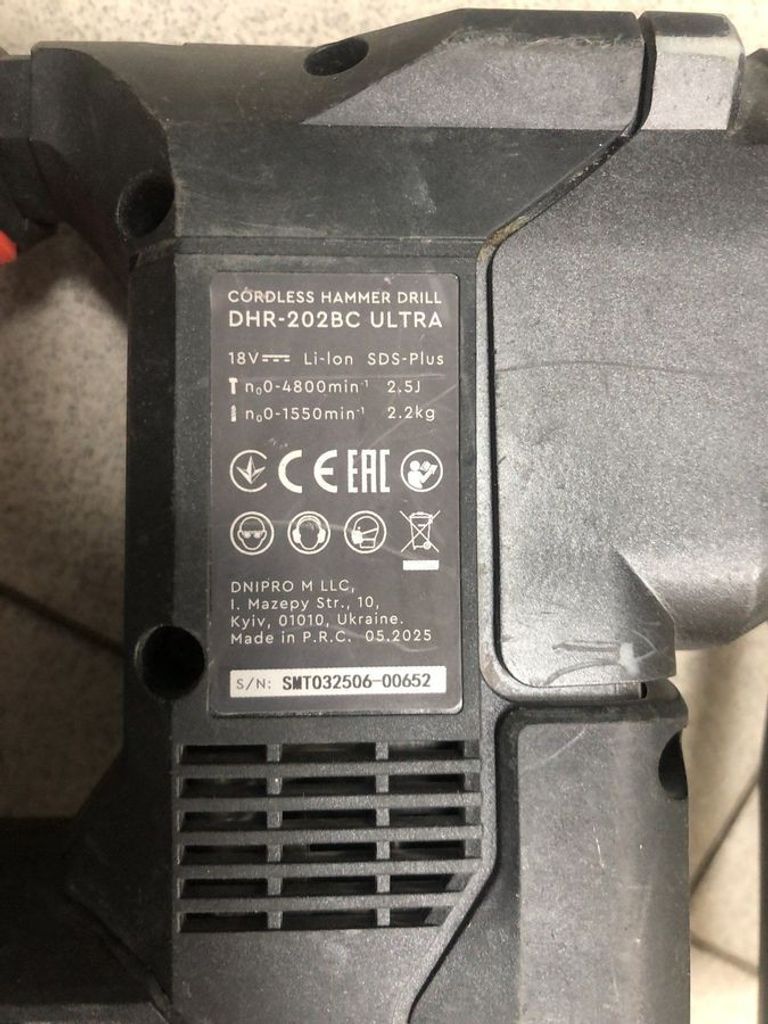 CORDLESS HAMMER DRILL
DHR-202BC ULTRA
18V Li-Ion SDS-Plus
n₀0-4800min⁻¹ 2.5J
n₀0-1550min⁻¹ 2.2kg
CE EAC
DNIPRO M LLC,
I. Mazepy Str., 10,
Kyiv, 01010, Ukraine.
Made in P.R.C. 05.2025
S/N: SMT032506-00652